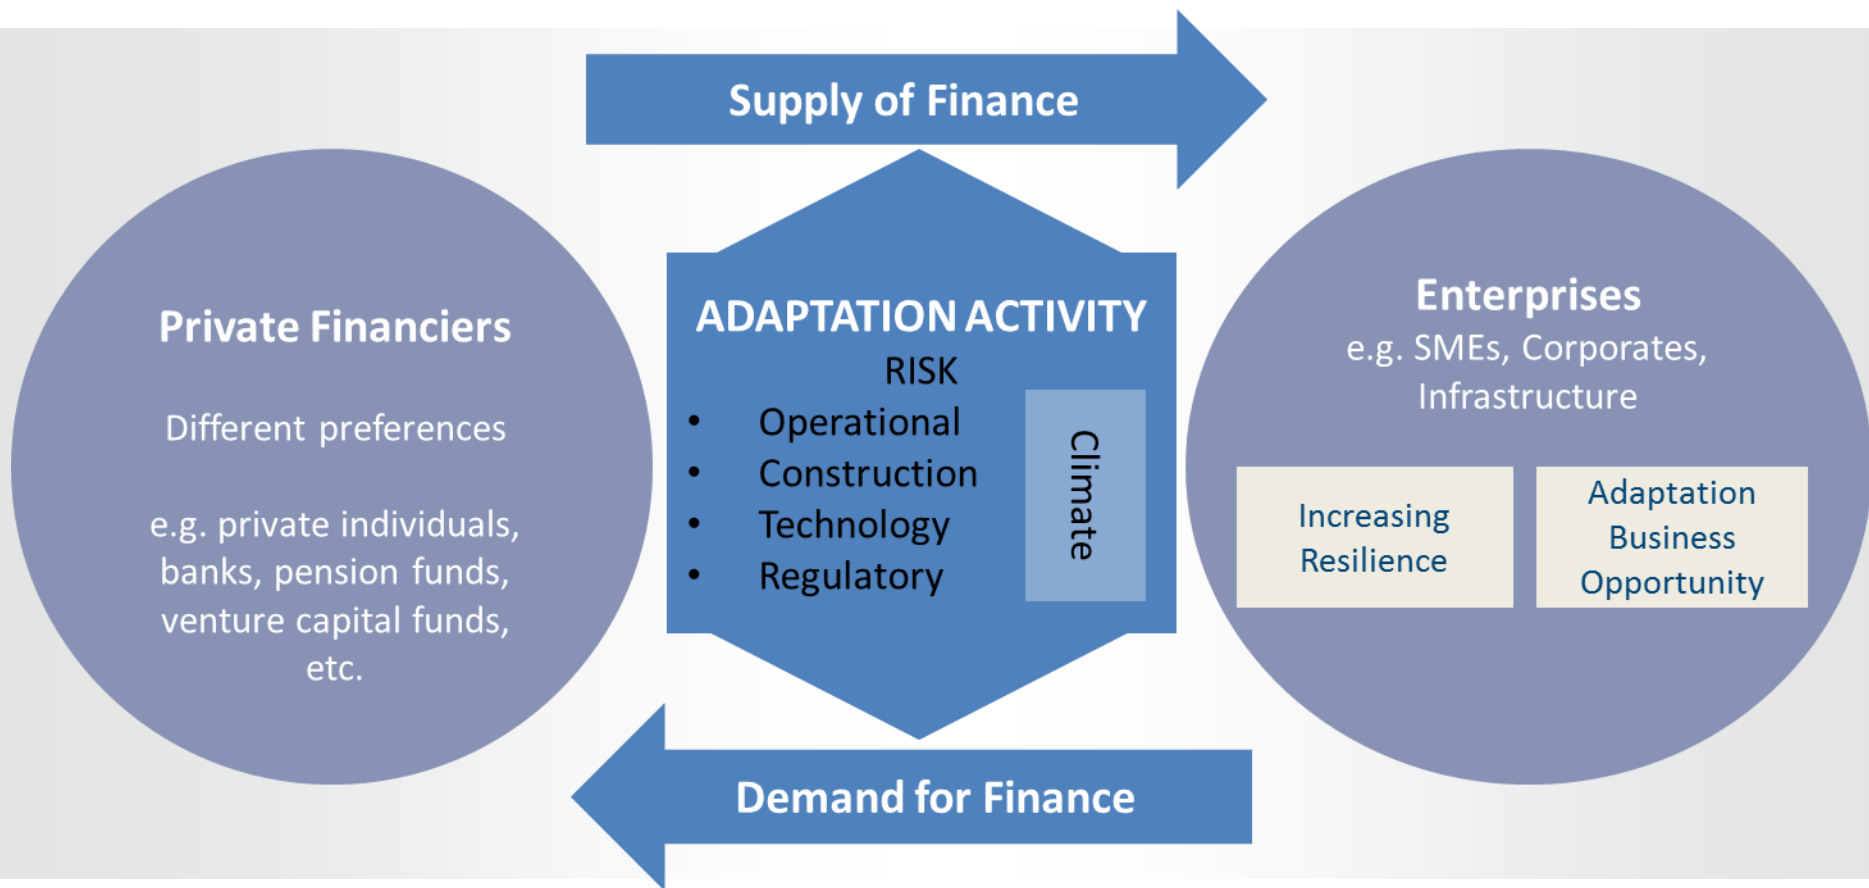 Supply of Finance
Private Financiers
Different preferences
e.g. private individuals,
banks, pension funds,
venture capital funds,
etc.
ADAPTATION ACTIVITY
RISK
• Operational
• Construction
• Technology
• Regulatory
Climate
Enterprises
e.g. SMEs, Corporates,
Infrastructure
Increasing
Resilience
Adaptation
Business
Opportunity
Demand for Finance